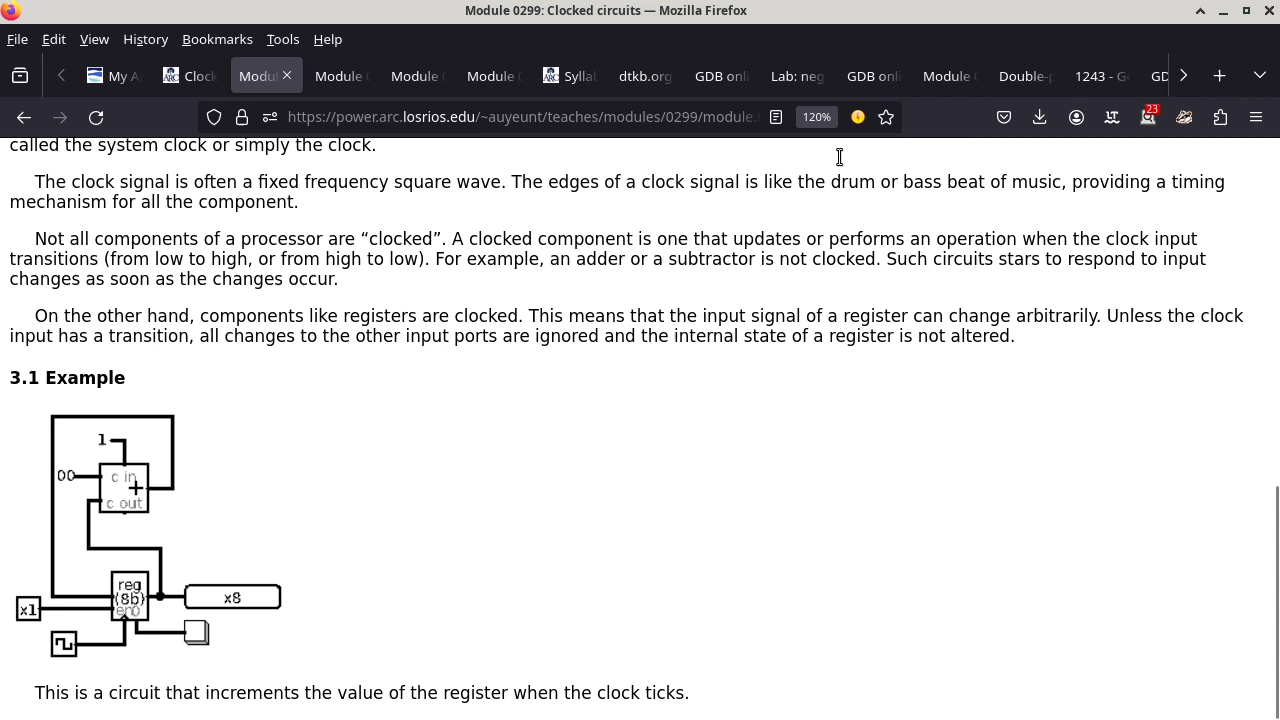 Module 0299: Clocked circuits — Mozilla Firefox
File Edit View History Bookmarks Tools Help
My A Clock Modul Module Module Module Sylla dtkb.org GDB onl Lab: neg GDB onl Module Double-p 1243 - G GD
https://power.arc.losrios.edu/~auyeunt/teaches/modules/0299/module. 120% 23
called the system clock or simply the clock.
The clock signal is often a fixed frequency square wave. The edges of a clock signal is like the drum or bass beat of music, providing a timing
mechanism for all the component.
Not all components of a processor are “clocked”. A clocked component is one that updates or performs an operation when the clock input
transitions (from low to high, or from high to low). For example, an adder or a subtractor is not clocked. Such circuits stars to respond to input
changes as soon as the changes occur.
On the other hand, components like registers are clocked. This means that the input signal of a register can change arbitrarily. Unless the clock
input has a transition, all changes to the other input ports are ignored and the internal state of a register is not altered.
3.1 Example
1
00 c in
+
c out
reg
(8b) x8
x1 en0
This is a circuit that increments the value of the register when the clock ticks.